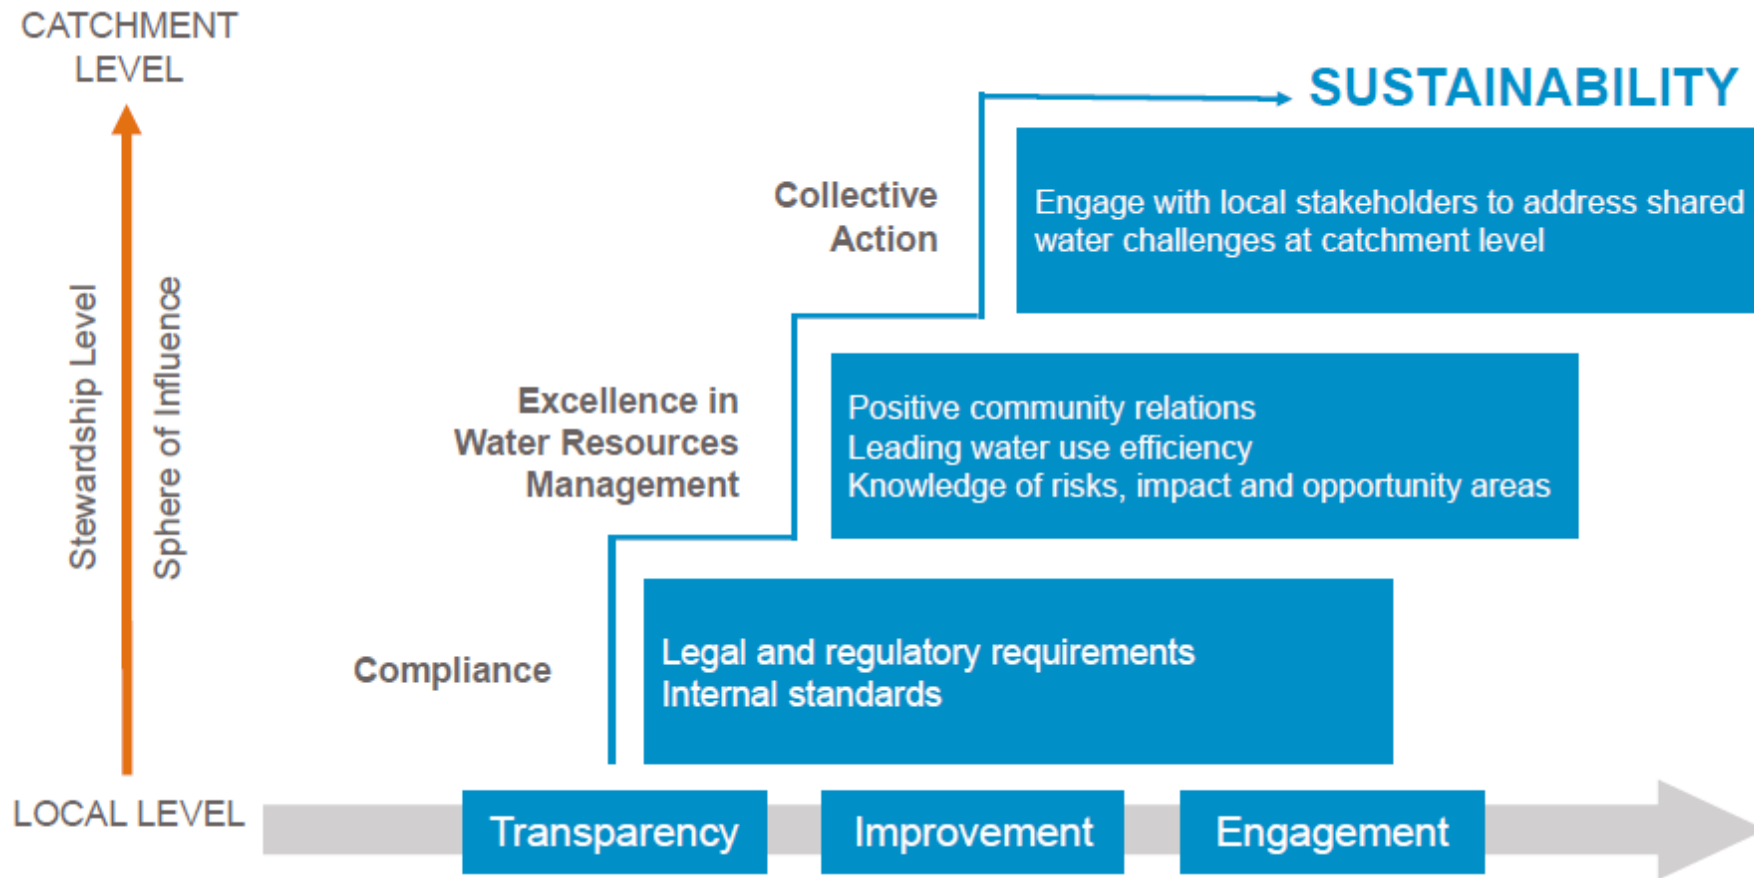 CATCHMENT
LEVEL
SUSTAINABILITY
Collective
Action
Engage with local stakeholders to address shared
water challenges at catchment level
Stewardship Level
Sphere of Influence
Excellence in
Water Resources
Management
Positive community relations
Leading water use efficiency
Knowledge of risks, impact and opportunity areas
Compliance
Legal and regulatory requirements
Internal standards
LOCAL LEVEL
Transparency
Improvement
Engagement